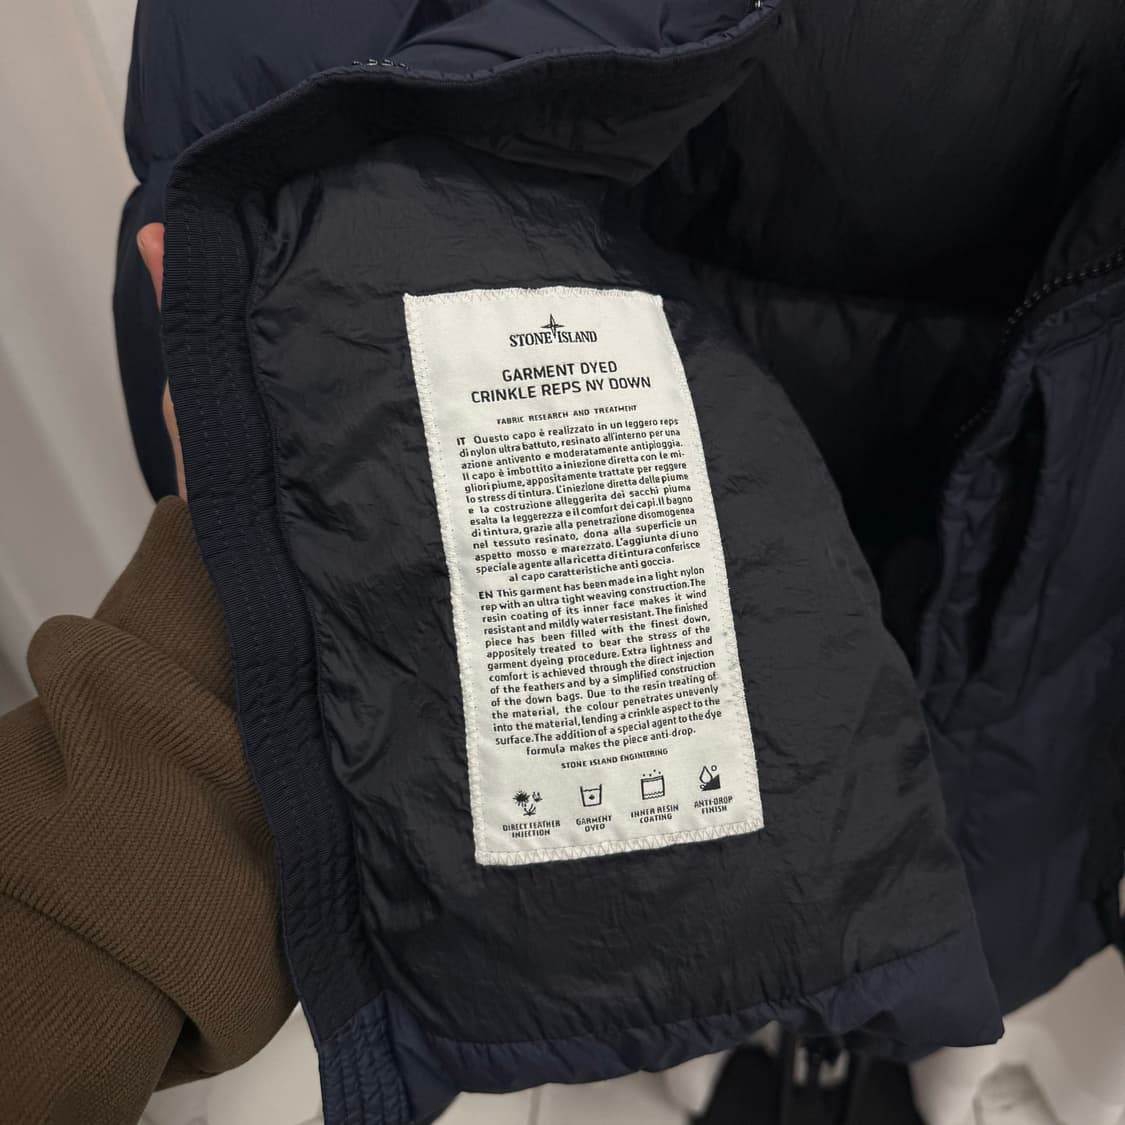 STONE ISLAND
GARMENT DYED
CRINKLE REPS NY DOWN
FABRIC RESEARCH AND TREATMENT
IT Questo capo è realizzato in un leggero reps
di nylon ultra battuto, resinato all'interno per una
azione antivento e moderatamente antipioggia.
Il capo è imbottito a iniezione diretta con le mi-
gliori piume, appositamente trattate per reggere
lo stress di tintura. L'iniezione diretta delle piume
e la costruzione alleggerita dei sacchi piuma
esalta la leggerezza e il comfort dei capi. Il bagno
di tintura, grazie alla penetrazione disomogenea
nel tessuto resinato, dona alla superficie un
aspetto mosso e marezzato. L'aggiunta di uno
speciale agente alla ricetta di tintura conferisce
al capo caratteristiche anti goccia.
EN This garment has been made in a light nylon
rep with an ultra tight weaving construction. The
resin coating of its inner face makes it wind
resistant and mildly water resistant. The finished
piece has been filled with the finest down,
appositely treated to bear the stress of the
garment dyeing procedure. Extra lightness and
comfort is achieved through the direct injection
of the feathers and by a simplified construction
of the down bags. Due to the resin treating of
the material, the colour penetrates unevenly
into the material, lending a crinkle aspect to the
surface. The addition of a special agent to the dye
formula makes the piece anti-drop.
STONE ISLAND ENGINEERING
DIRECT FEATHER
INJECTION
GARMENT
DYED
INNER RESIN
COATING
ANTI-DROP
FINISH